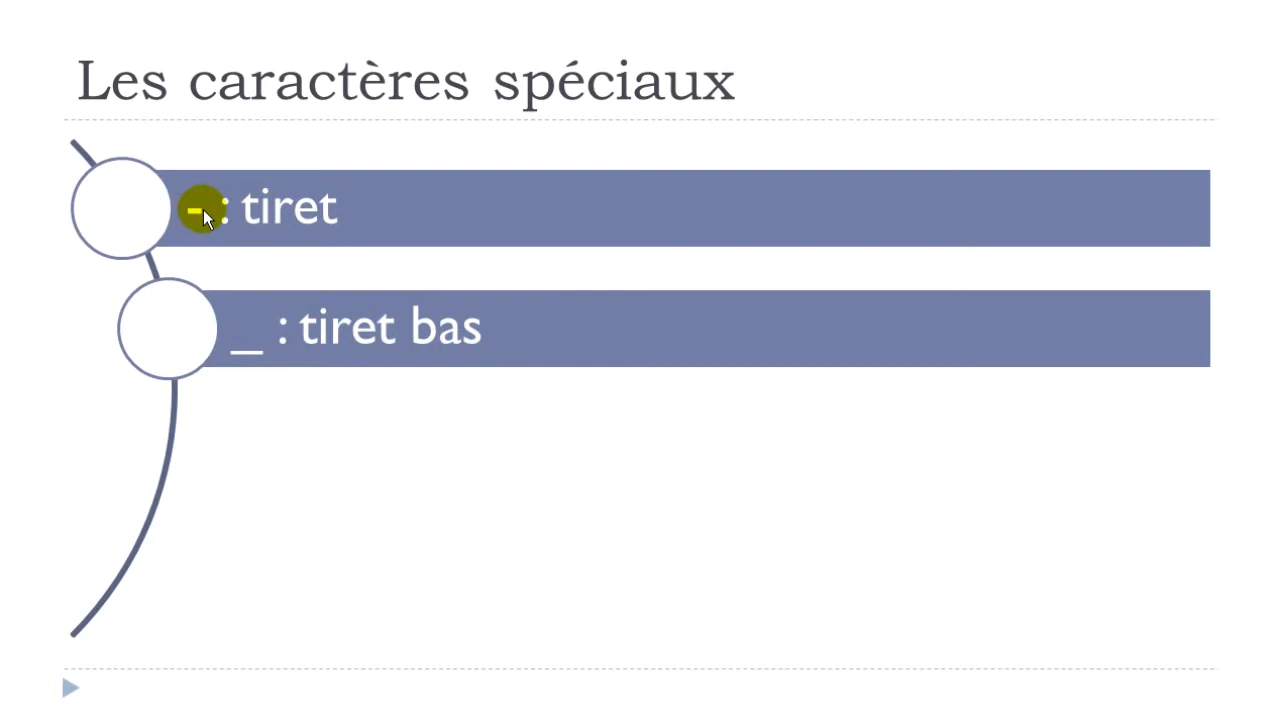 Les caractères spéciaux
- : tiret
_ : tiret bas